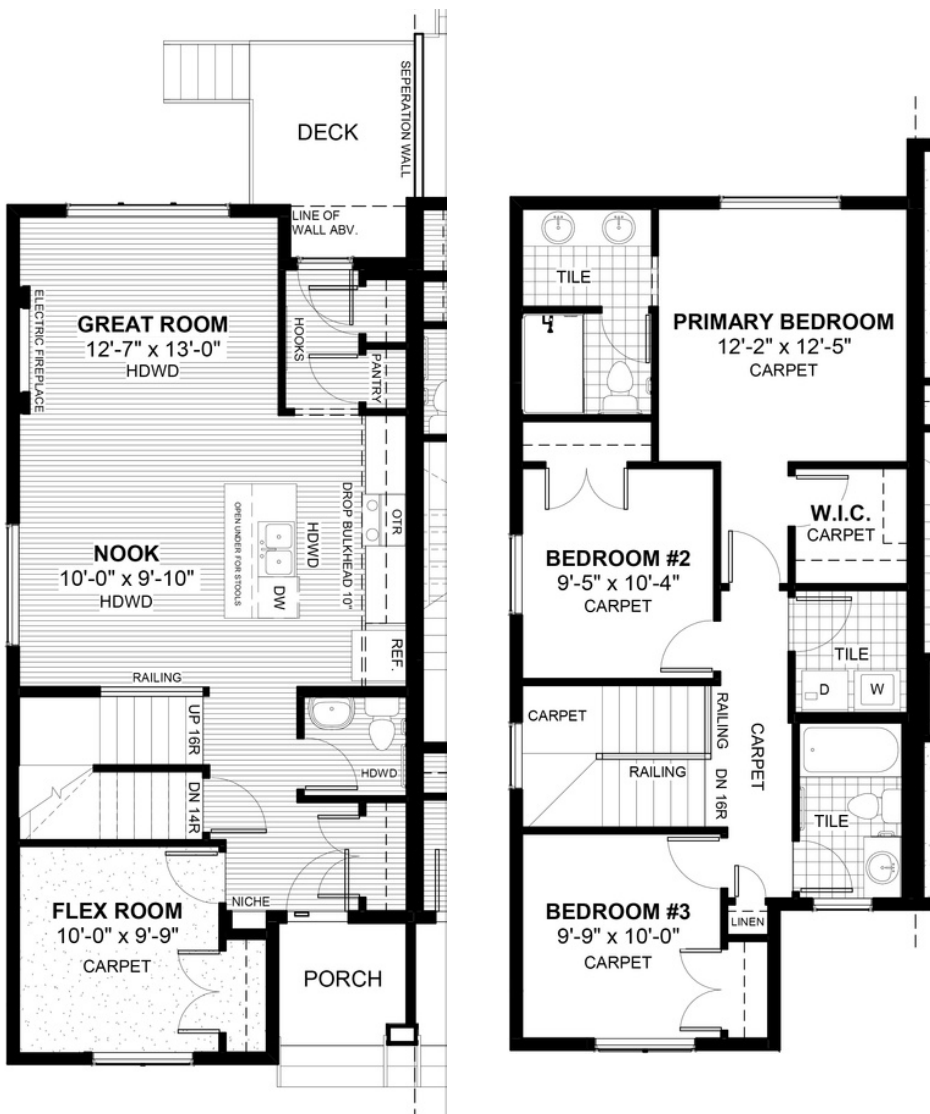 DECK
SEPERATION WALL
LINE OF
WALL ABV.
ELECTRIC FIREPLACE
GREAT ROOM
12'-7" x 13'-0"
HDWD
HOOKS
PANTRY
NOOK
10'-0" x 9'-10"
HDWD
OPEN UNDER FOR STOOLS
DW
HDWD
DROP BULKHEAD 10"
OTR
REF.
RAILING
UP 16R
DN 14R
HDWD
NICHE
FLEX ROOM
10'-0" x 9'-9"
CARPET
PORCH
TILE
PRIMARY BEDROOM
12'-2" x 12'-5"
CARPET
W.I.C.
CARPET
BEDROOM #2
9'-5" x 10'-4"
CARPET
TILE
D
W
CARPET
RAILING
RAILING
DN 16R
CARPET
TILE
BEDROOM #3
9'-9" x 10'-0"
CARPET
LINEN